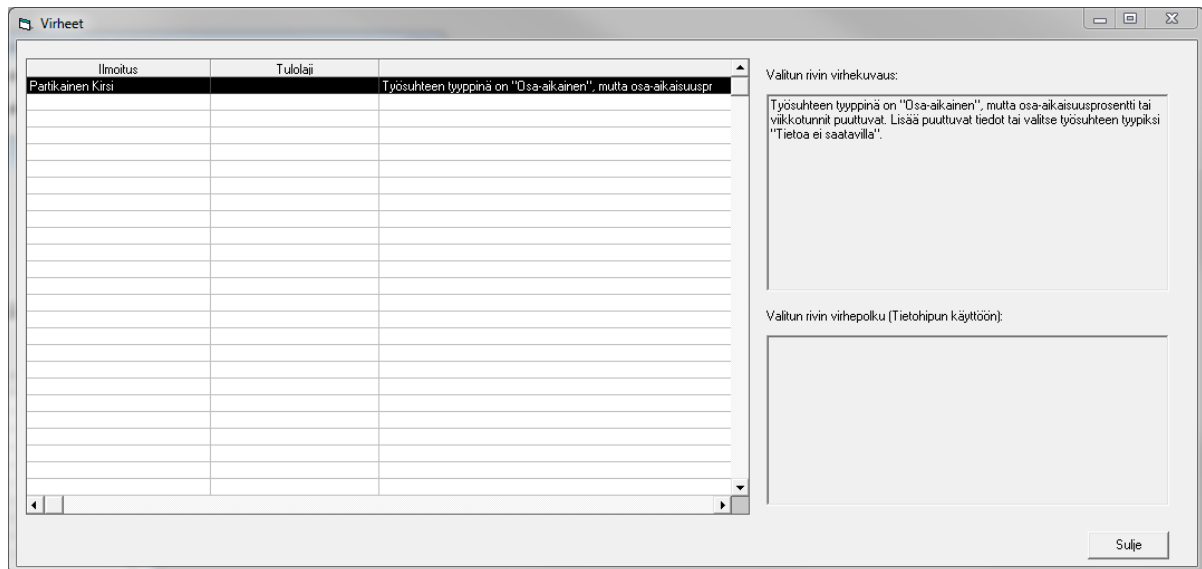 Virheet
Ilmoitus Tulolaji
Partikainen Kirsi Työsuhteen tyyppinä on "Osa-aikainen", mutta osa-aikaisuuspr
Valitun rivin virhekuvaus:
Työsuhteen tyyppinä on "Osa-aikainen", mutta osa-aikaisuusprosentti tai
viikkotunnit puuttuvat. Lisää puuttuvat tiedot tai valitse työsuhteen tyypiksi
"Tietoa ei saatavilla".
Valitun rivin virhepolku (Tietohipun käyttöön):
Sulje